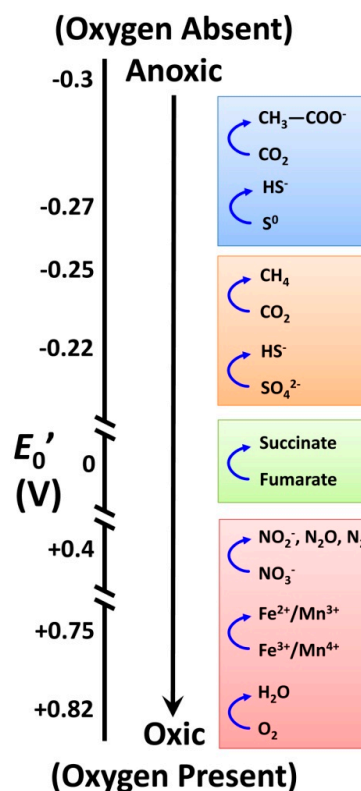 (Oxygen Absent)
Anoxic
-0.3
CH₃—COO⁻
CO₂
HS⁻
-0.27
S⁰
-0.25
CH₄
CO₂
-0.22
HS⁻
SO₄²⁻
E₀’
(V)
0
Succinate
Fumarate
+0.4
NO₂⁻, N₂O, N₂
NO₃⁻
+0.75
Fe²⁺/Mn³⁺
Fe³⁺/Mn⁴⁺
+0.82
H₂O
O₂
Oxic
(Oxygen Present)